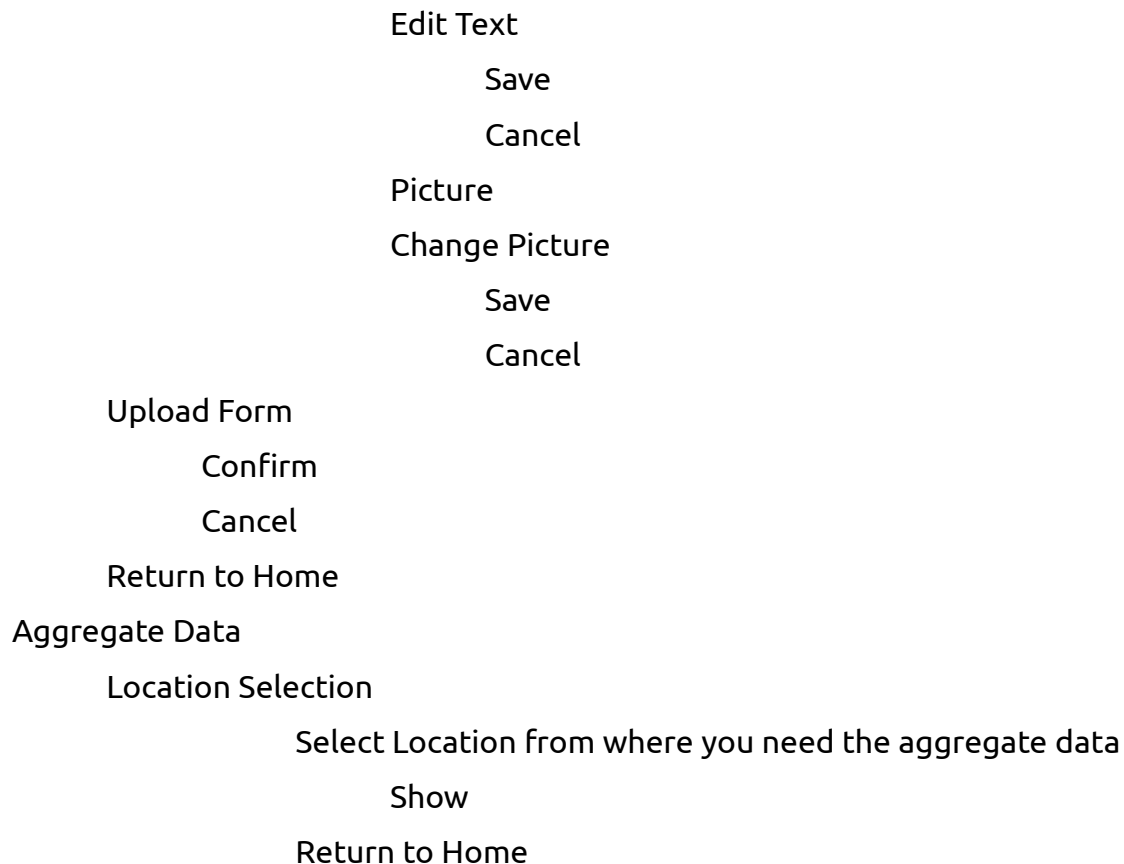 Edit Text
Save
Cancel
Picture
Change Picture
Save
Cancel
Upload Form
Confirm
Cancel
Return to Home
Aggregate Data
Location Selection
Select Location from where you need the aggregate data
Show
Return to Home